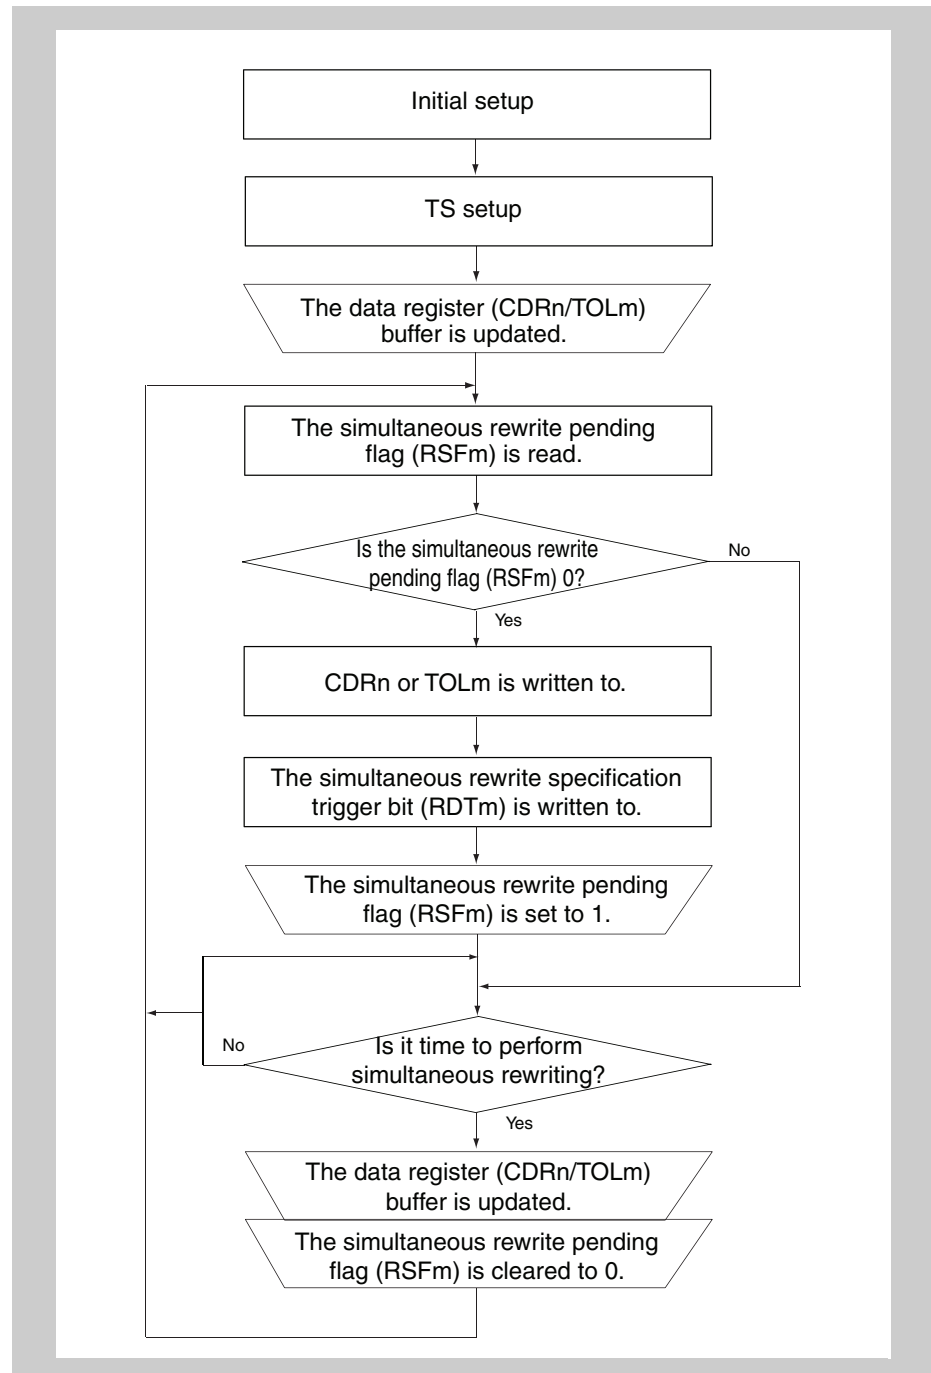 Initial setup
TS setup
The data register (CDRn/TOLm)
buffer is updated.
The simultaneous rewrite pending
flag (RSFm) is read.
Is the simultaneous rewrite
pending flag (RSFm) 0?
No
Yes
CDRn or TOLm is written to.
The simultaneous rewrite specification
trigger bit (RDTm) is written to.
The simultaneous rewrite pending
flag (RSFm) is set to 1.
No
Is it time to perform
simultaneous rewriting?
Yes
The data register (CDRn/TOLm)
buffer is updated.
The simultaneous rewrite pending
flag (RSFm) is cleared to 0.